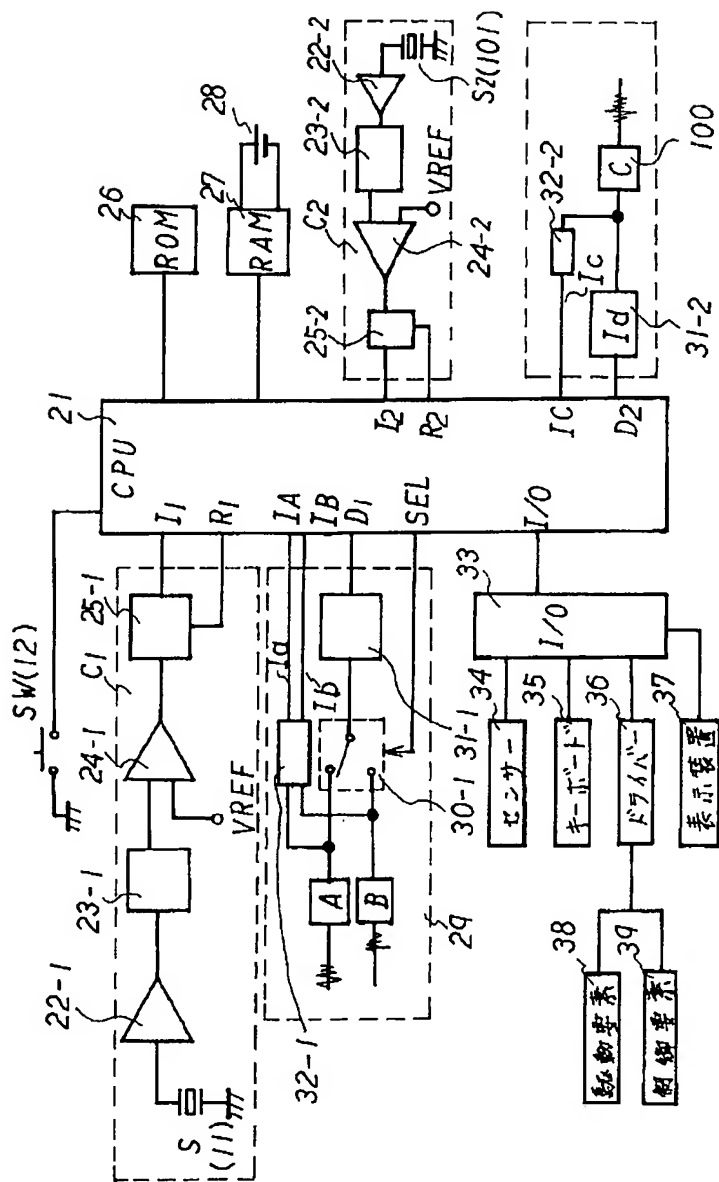 SW(12)
21
CPU
I1
R1
IA
IB
D1
SEL
I/O
I2
R2
IC
D2
22-1
23-1
24-1
25-1
C1
VREF
S
(11)
Ia
Ib
A
B
29
30-1
31-1
32-1
26
ROM
27
RAM
28
22-2
23-2
24-2
25-2
C2
VREF
S2(101)
32-2
Ic
Id
31-2
C
100
33
I/O
34
センサー
35
キーボード
36
ドライバー
37
表示装置
38
駆動要素
39
制御要素